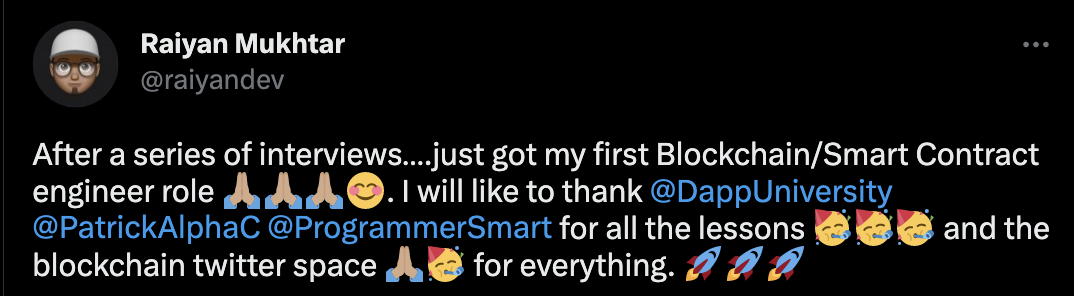 Raiyan Mukhtar
@raiyandev
After a series of interviews....just got my first Blockchain/Smart Contract
engineer role 🙏🏽🙏🏽🙏🏽😊. I will like to thank @DappUniversity
@PatrickAlphaC @ProgrammerSmart for all the lessons 🥳🥳🥳 and the
blockchain twitter space 🙏🏽🥳 for everything. 🚀🚀🚀